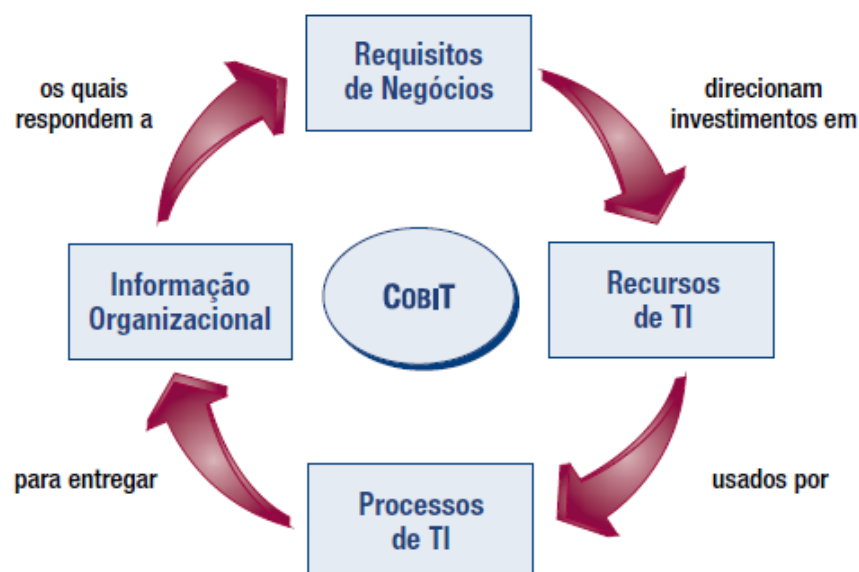 Requisitos
de Negócios
direcionam
investimentos em
Recursos
de TI
usados por
Processos
de TI
para entregar
Informação
Organizacional
os quais
respondem a
COBIT